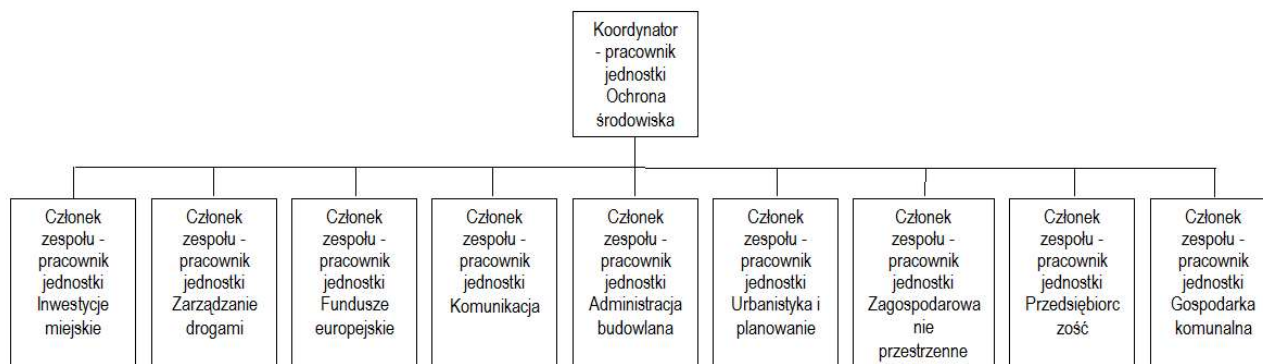 Koordynator
- pracownik
jednostki
Ochrona
środowiska
Członek
zespołu -
pracownik
jednostki
Inwestycje
miejskie
Członek
zespołu -
pracownik
jednostki
Zarządzanie
drogami
Członek
zespołu -
pracownik
jednostki
Fundusze
europejskie
Członek
zespołu -
pracownik
jednostki
Komunikacja
Członek
zespołu -
pracownik
jednostki
Administracja
budowlana
Członek
zespołu -
pracownik
jednostki
Urbanistyka i
planowanie
Członek
zespołu -
pracownik
jednostki
Zagospodarowa
nie
przestrzenne
Członek
zespołu -
pracownik
jednostki
Przedsiębiorc
zość
Członek
zespołu -
pracownik
jednostki
Gospodarka
komunalna